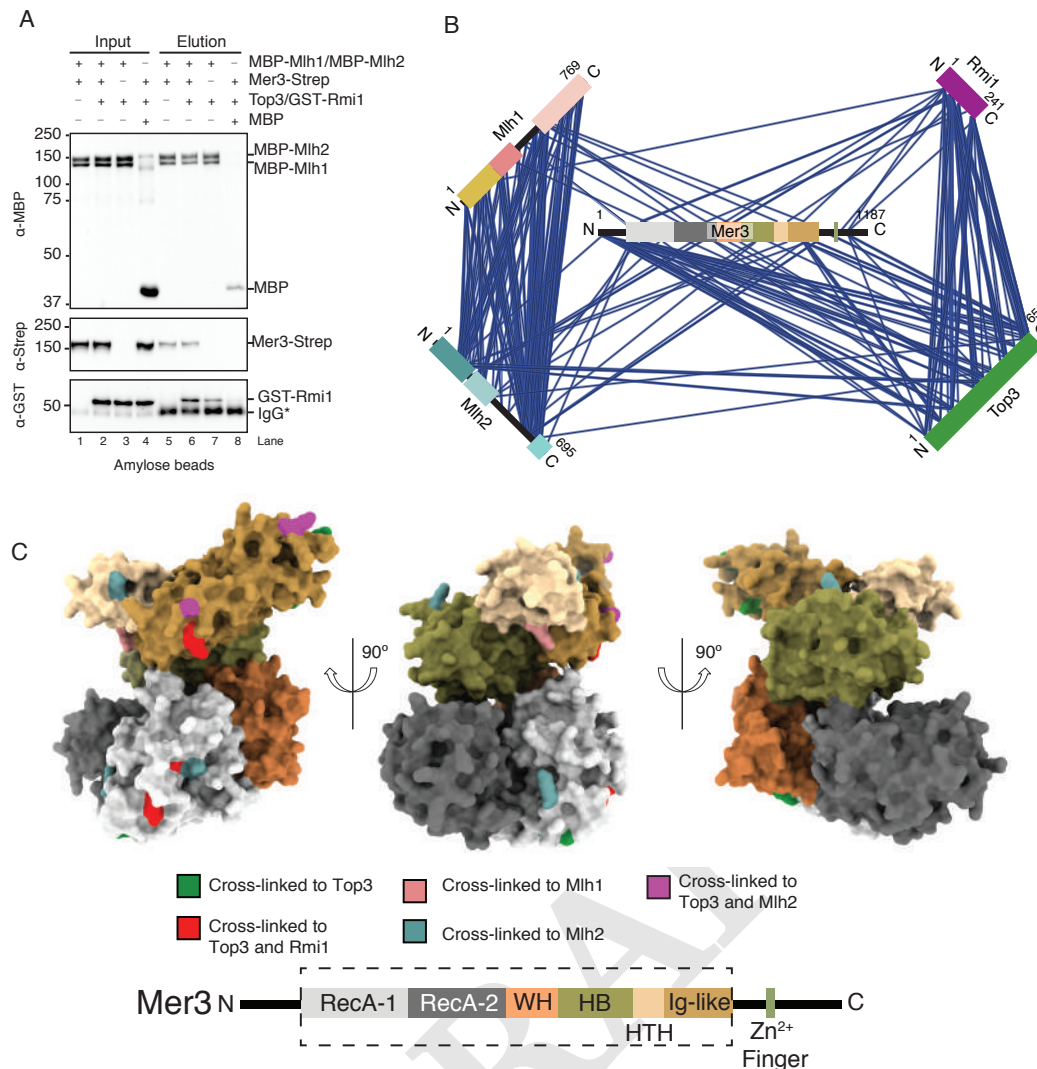 A
Input Elution
+ + + − + + + − MBP-Mlh1/MBP-Mlh2
+ + − + + + − + Mer3-Strep
− + + + − + + + Top3/GST-Rmi1
− − − + − − − + MBP
α-MBP
250
150
100
75
50
37
MBP-Mlh2
MBP-Mlh1
MBP
α-Strep
250
150
Mer3-Strep
α-GST
50
GST-Rmi1
IgG*
1 2 3 4 5 6 7 8 Lane
Amylose beads
B
769
C
Mlh1
1
N
N
1
Rmi1
241
C
1
N
Mer3
1187
C
N
1
Mlh2
695
C
65
Top3
1
N
C
90º
90º
Cross-linked to Top3
Cross-linked to
Top3 and Rmi1
Cross-linked to Mlh1
Cross-linked to Mlh2
Cross-linked to
Top3 and Mlh2
Mer3 N
RecA-1 RecA-2 WH HB Ig-like
C
HTH
Zn²⁺
Finger